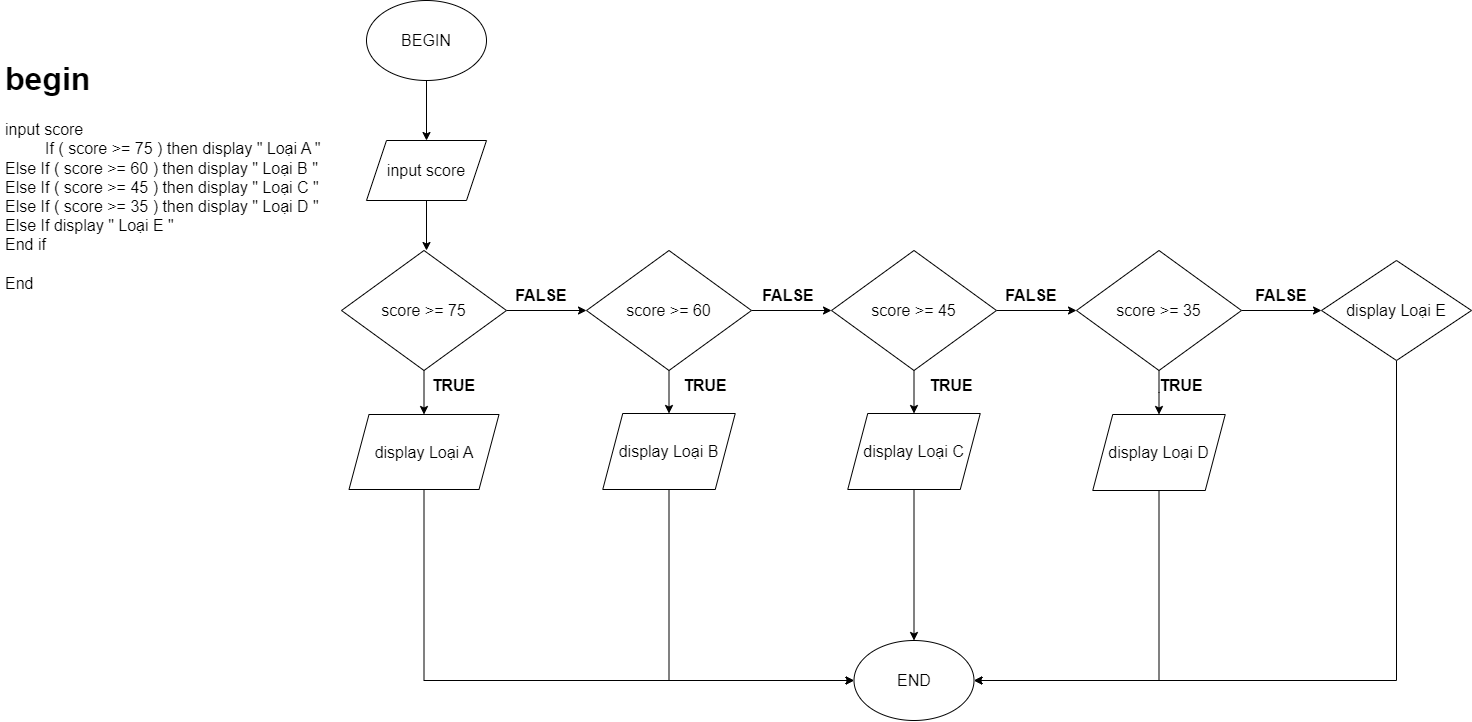 begin
input score
If ( score >= 75 ) then display " Loại A "
Else If ( score >= 60 ) then display " Loại B "
Else If ( score >= 45 ) then display " Loại C "
Else If ( score >= 35 ) then display " Loại D "
Else If display " Loại E "
End if
End
BEGIN
input score
score >= 75
FALSE
score >= 60
FALSE
score >= 45
FALSE
score >= 35
FALSE
display Loại E
TRUE
TRUE
TRUE
TRUE
display Loại A
display Loại B
display Loại C
display Loại D
END